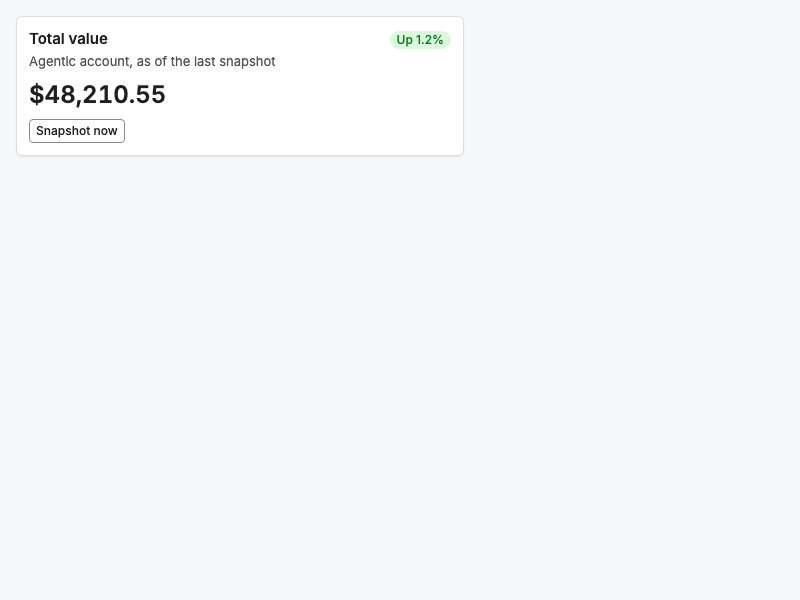 Total value
Up 1.2%
Agentic account, as of the last snapshot
$48,210.55
Snapshot now